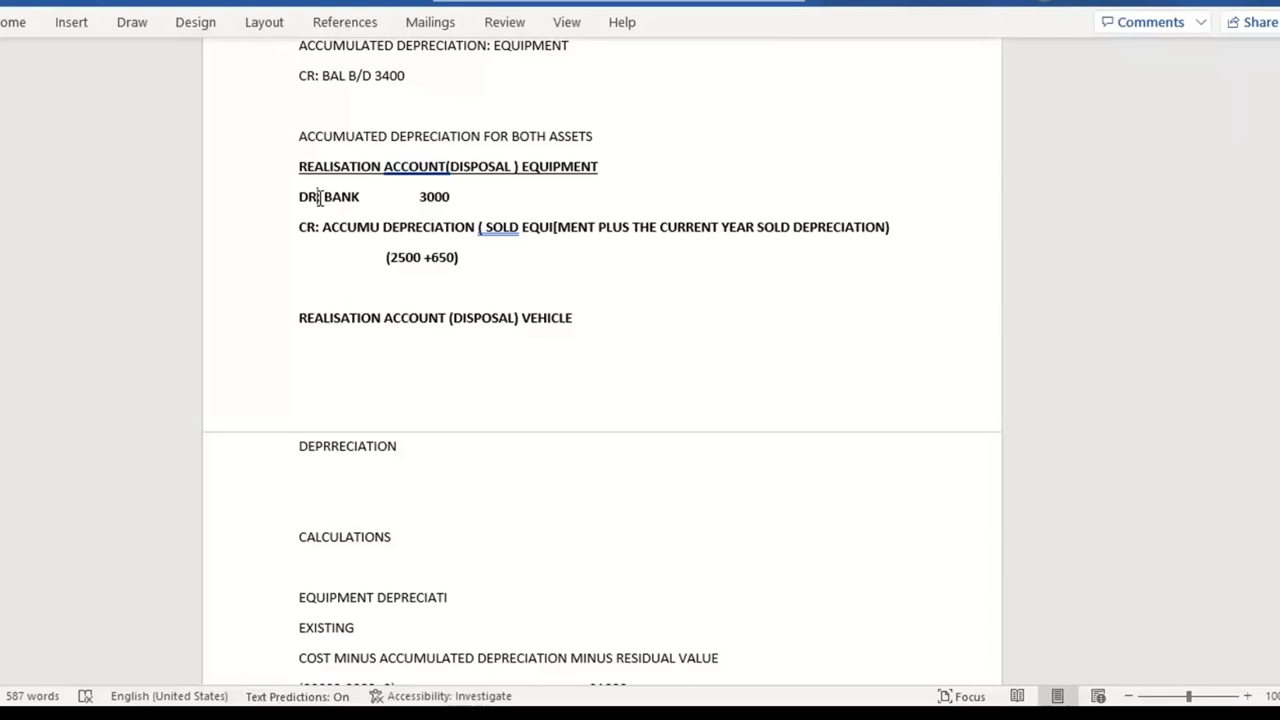 ome Insert Draw Design Layout References Mailings Review View Help Comments Share
ACCUMULATED DEPRECIATION: EQUIPMENT
CR: BAL B/D 3400
ACCUMUATED DEPRECIATION FOR BOTH ASSETS
REALISATION ACCOUNT(DISPOSAL ) EQUIPMENT
DR: BANK 3000
CR: ACCUMU DEPRECIATION ( SOLD EQUI[MENT PLUS THE CURRENT YEAR SOLD DEPRECIATION)
(2500 +650)
REALISATION ACCOUNT (DISPOSAL) VEHICLE
DEPRRECIATION
CALCULATIONS
EQUIPMENT DEPRECIATI
EXISTING
COST MINUS ACCUMULATED DEPRECIATION MINUS RESIDUAL VALUE
587 words English (United States) Text Predictions: On Accessibility: Investigate Focus 100